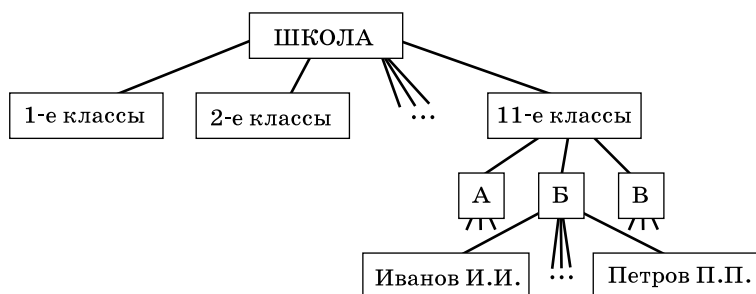 ШКОЛА
1-е классы
2-е классы
...
11-е классы
А
Б
В
Иванов И.И.
...
Петров П.П.